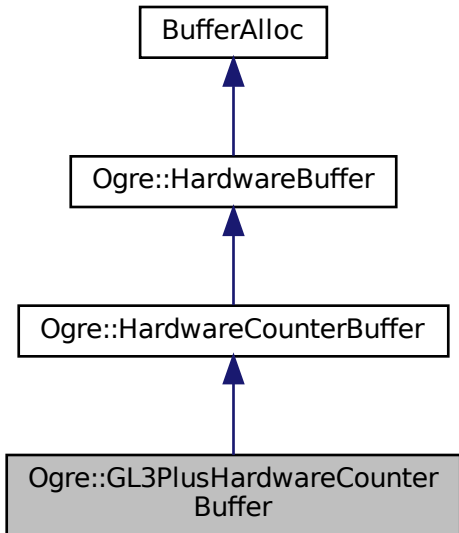 BufferAlloc
Ogre::HardwareBuffer
Ogre::HardwareCounterBuffer
Ogre::GL3PlusHardwareCounter
Buffer